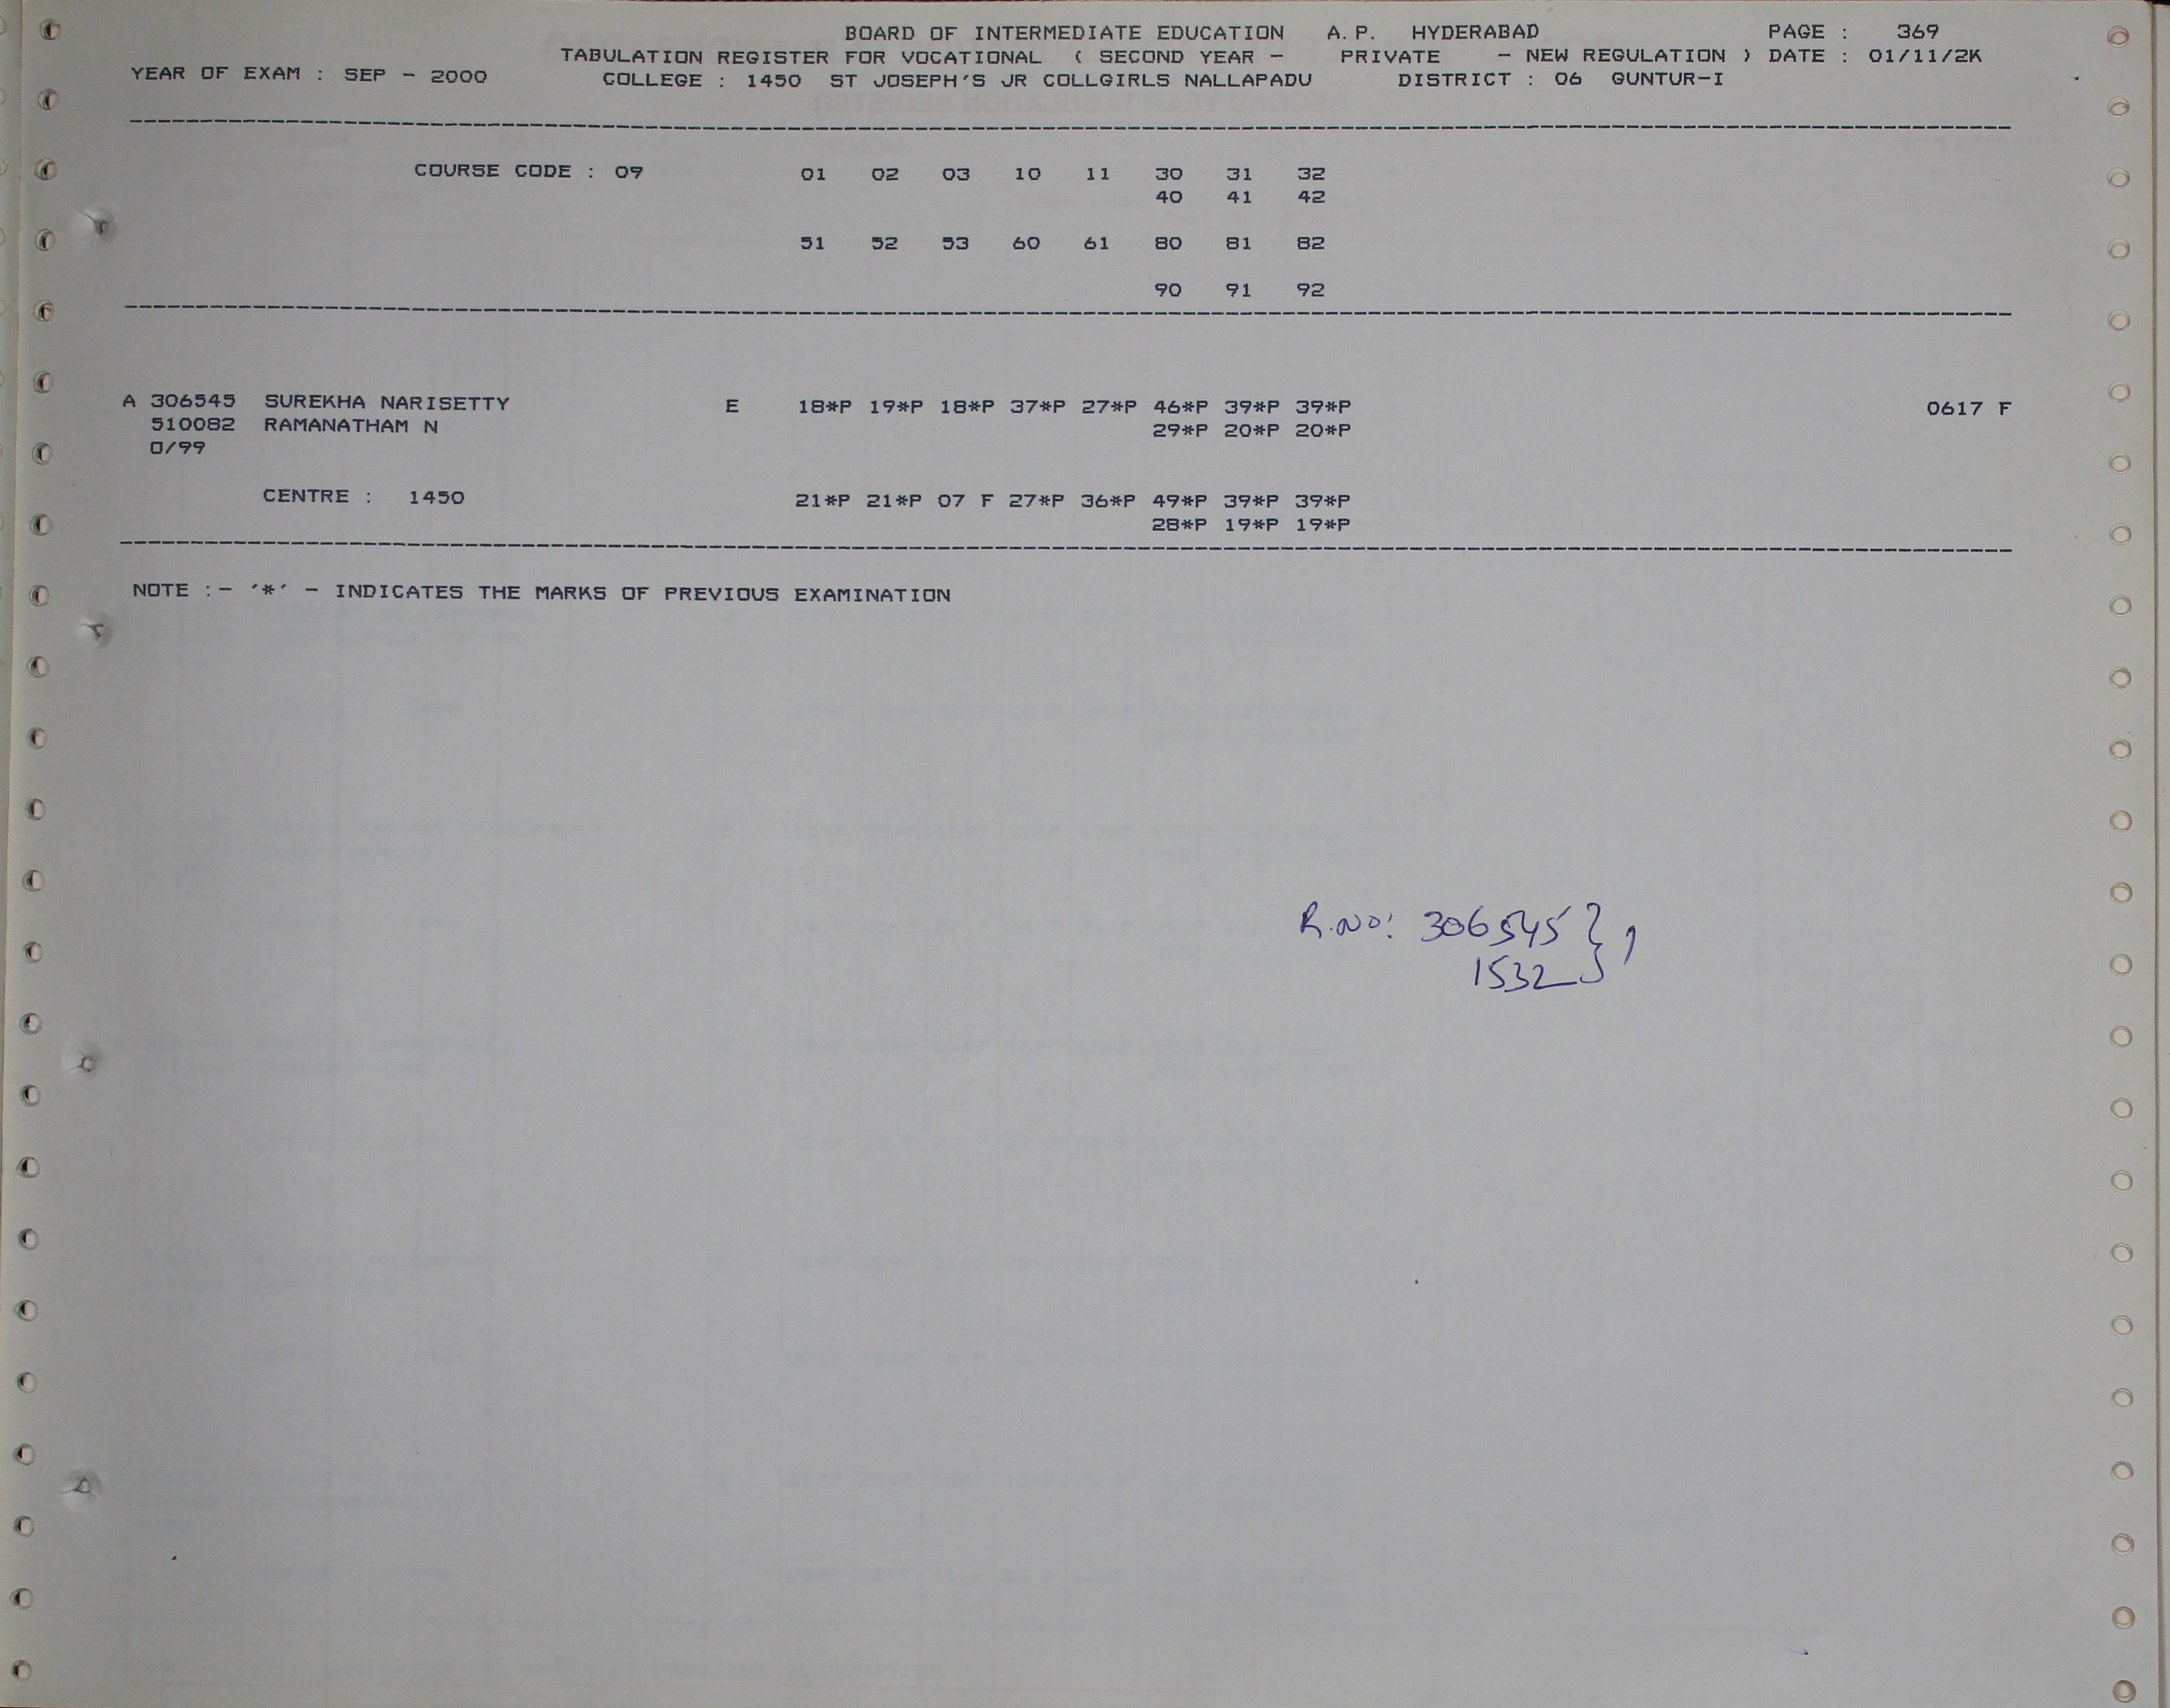 BOARD OF INTERMEDIATE EDUCATION A.P. HYDERABAD PAGE : 369
TABULATION REGISTER FOR VOCATIONAL ( SECOND YEAR - PRIVATE - NEW REGULATION ) DATE : 01/11/2K
YEAR OF EXAM : SEP - 2000 COLLEGE : 1450 ST JOSEPH'S JR COLLGIRLS NALLAPADU DISTRICT : 06 GUNTUR-I
COURSE CODE : 09 01 02 03 10 11 30 31 32
40 41 42
51 52 53 60 61 80 81 82
90 91 92
A 306545 SUREKHA NARISETTY E 18*P 19*P 18*P 37*P 27*P 46*P 39*P 39*P 0617 F
510082 RAMANATHAM N 29*P 20*P 20*P
0/99
CENTRE : 1450 21*P 21*P 07 F 27*P 36*P 49*P 39*P 39*P
28*P 19*P 19*P
NOTE :- '*' - INDICATES THE MARKS OF PREVIOUS EXAMINATION
R.NO: 306545 } 1
1532